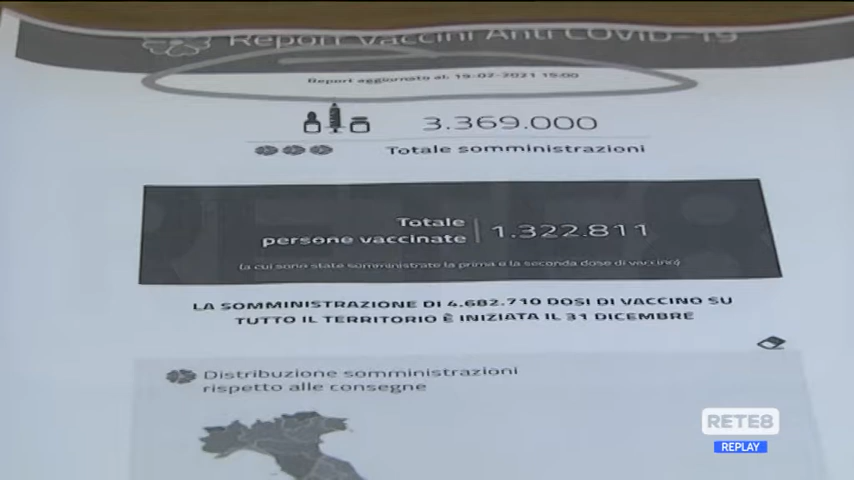 Report Vaccini Anti COVID-19
Report aggiornato al: 19-02-2021 15:00
3.369.000
Totale somministrazioni
Totale
persone vaccinate
1.322.811
(a cui sono state somministrate la prima e la seconda dose di vaccino)
LA SOMMINISTRAZIONE DI 4.682.710 DOSI DI VACCINO SU
TUTTO IL TERRITORIO È INIZIATA IL 31 DICEMBRE
Distribuzione somministrazioni
rispetto alle consegne
RETE8
RETE8
REPLAY